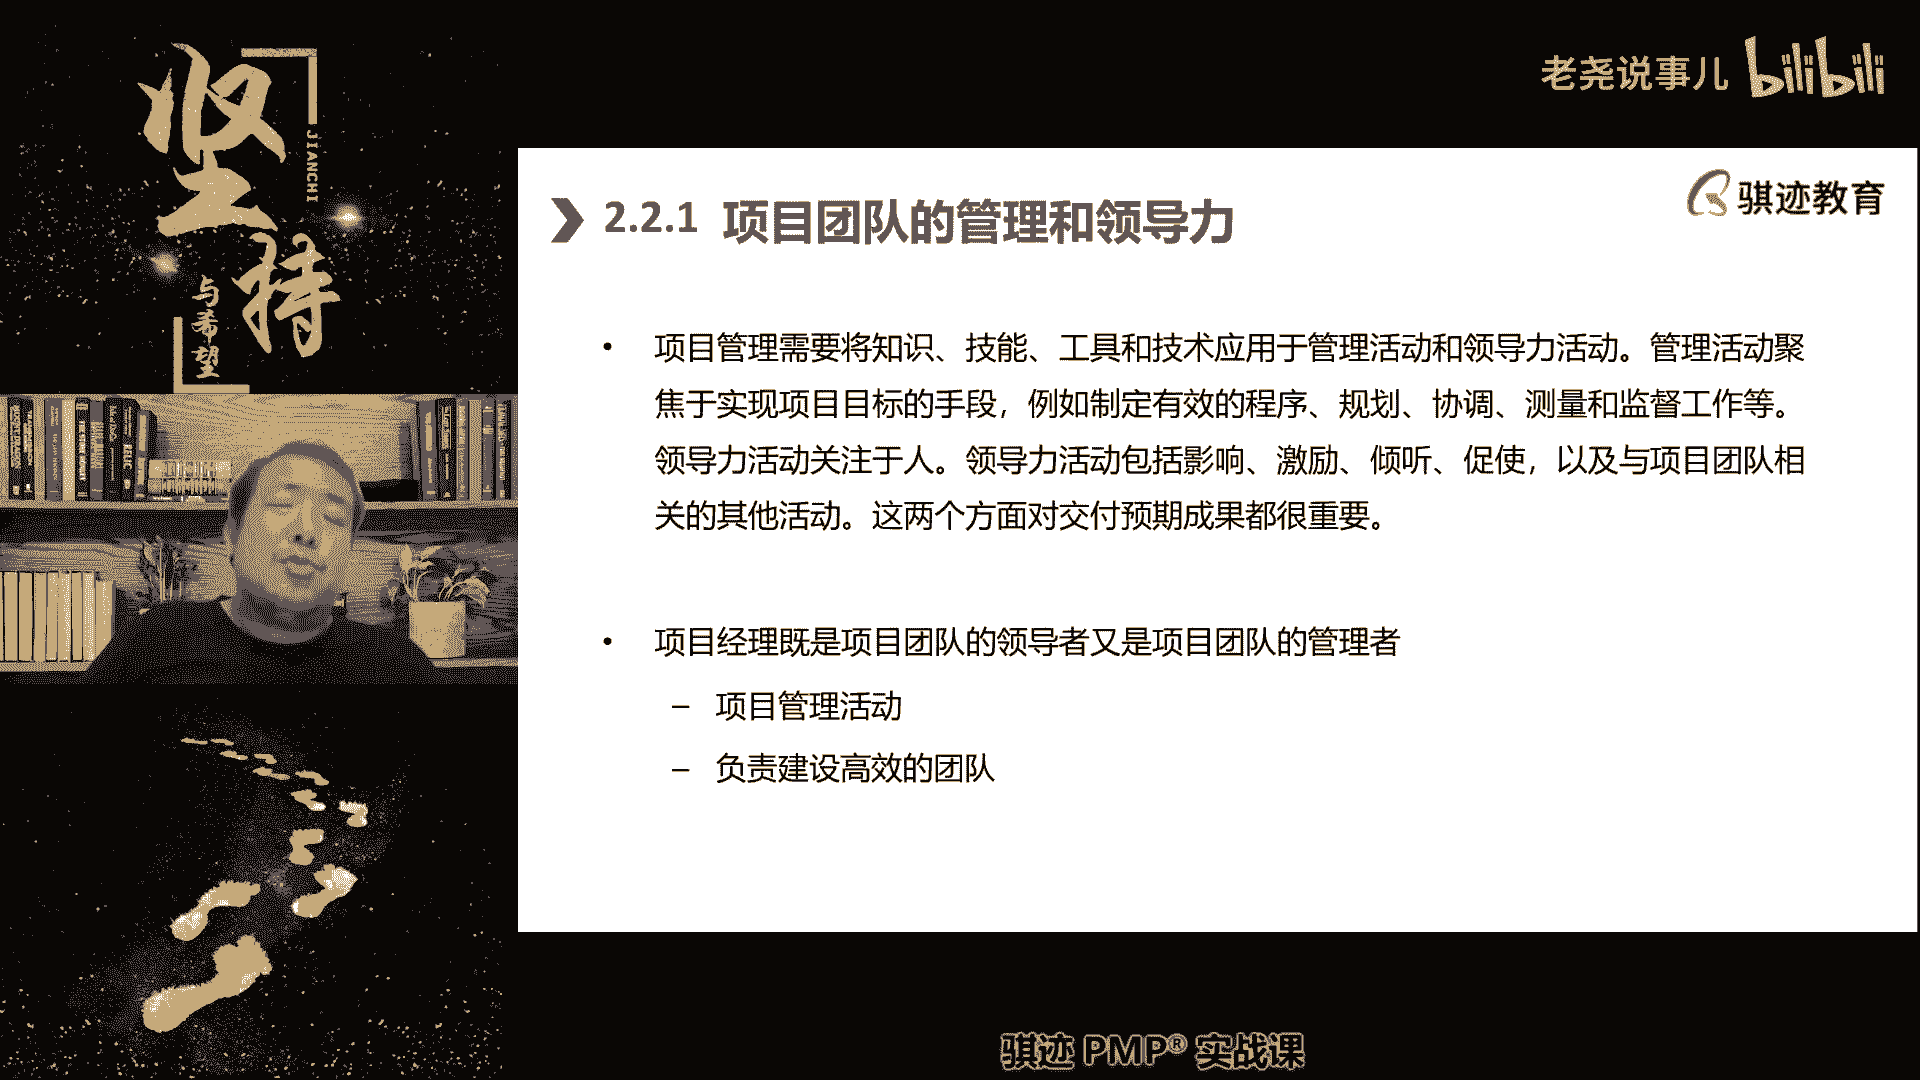 坚持
JIANCHI
与希望
老尧说事儿 bilibili
骐迹教育
2.2.1 项目团队的管理和领导力
• 项目管理需要将知识、技能、工具和技术应用于管理活动和领导力活动。管理活动聚
焦于实现项目目标的手段，例如制定有效的程序、规划、协调、测量和监督工作等。
领导力活动关注于人。领导力活动包括影响、激励、倾听、促使，以及与项目团队相
关的其他活动。这两个方面对交付预期成果都很重要。
• 项目经理既是项目团队的领导者又是项目团队的管理者
– 项目管理活动
– 负责建设高效的团队
骐迹 PMP® 实战课